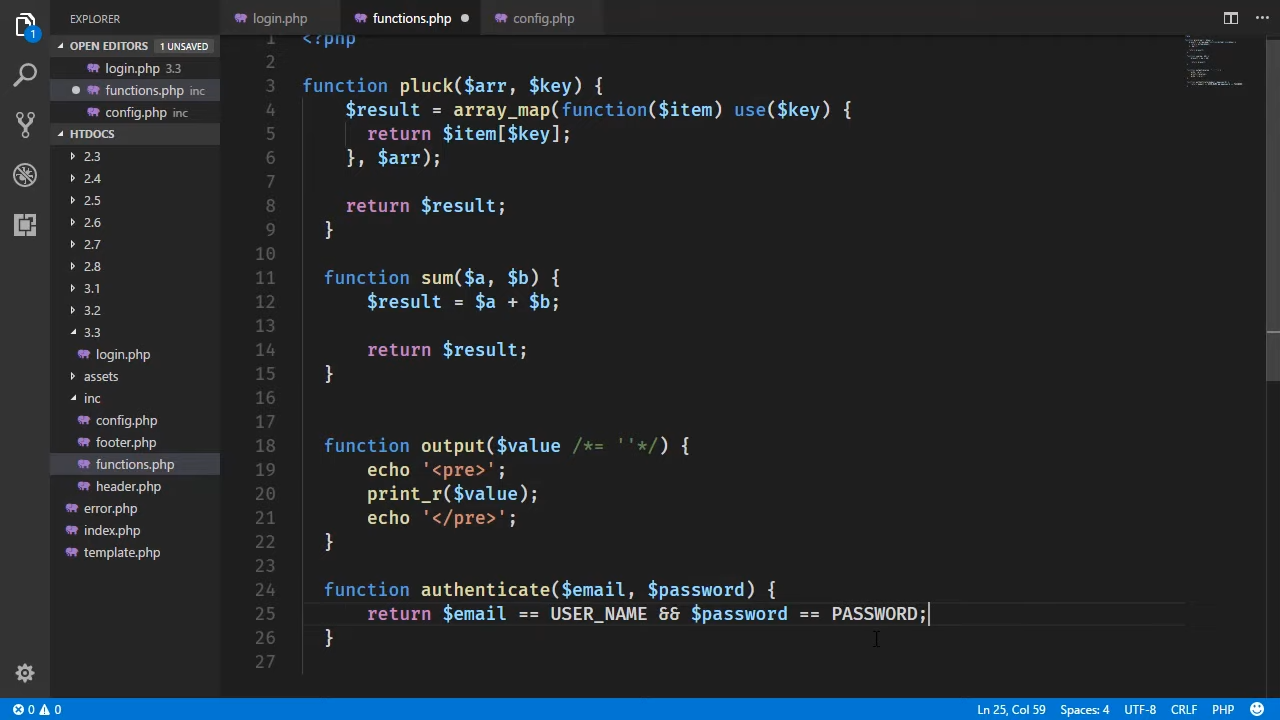 EXPLORER
login.php
functions.php
config.php
1
OPEN EDITORS 1 UNSAVED
login.php 3.3
functions.php inc
config.php inc
HTDOCS
2.3
2.4
2.5
2.6
2.7
2.8
3.1
3.2
3.3
login.php
assets
inc
config.php
footer.php
functions.php
header.php
error.php
index.php
template.php
1 <?php
2
3 function pluck($arr, $key) {
4 $result = array_map(function($item) use($key) {
5 return $item[$key];
6 }, $arr);
7
8 return $result;
9 }
10
11 function sum($a, $b) {
12 $result = $a + $b;
13
14 return $result;
15 }
16
17
18 function output($value /*= ''*/) {
19 echo '<pre>';
20 print_r($value);
21 echo '</pre>';
22 }
23
24 function authenticate($email, $password) {
25 return $email == USER_NAME && $password == PASSWORD;
26 }
27
0 0
Ln 25, Col 59 Spaces: 4 UTF-8 CRLF PHP